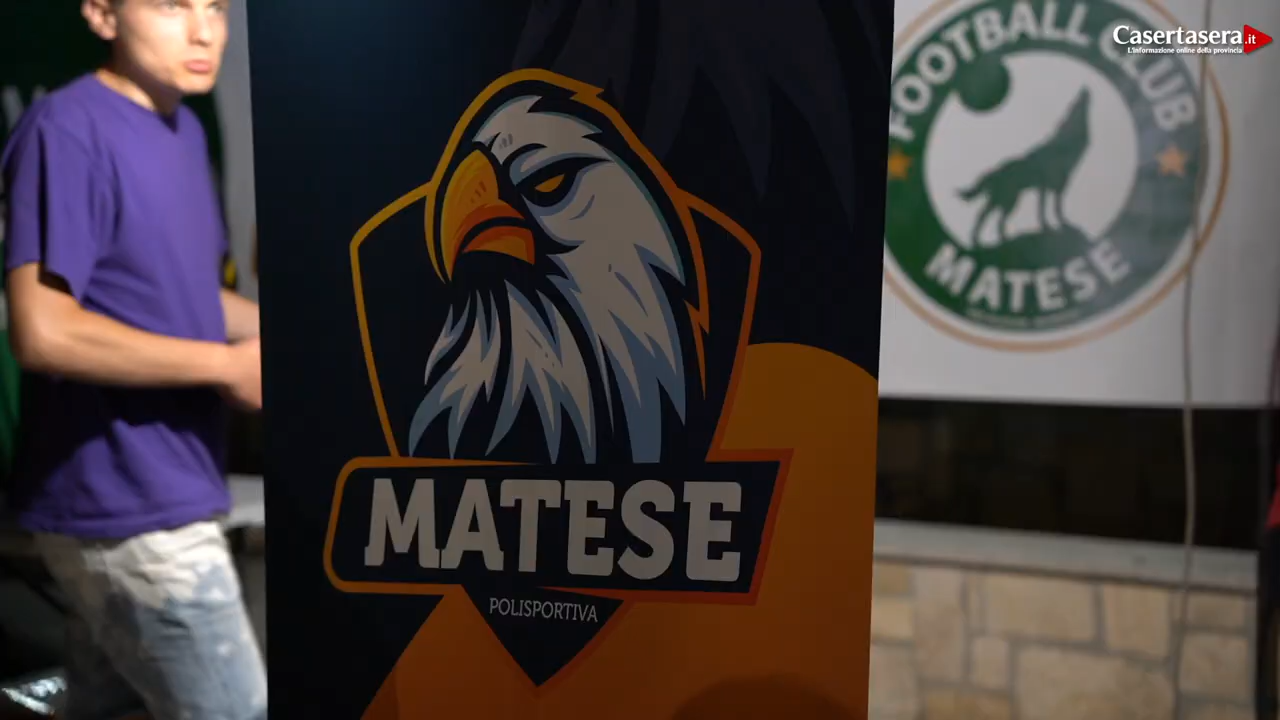 Casertasera.it
L'informazione online della provincia
FOOTBALL CLUB
MATESE
MATESE
POLISPORTIVA